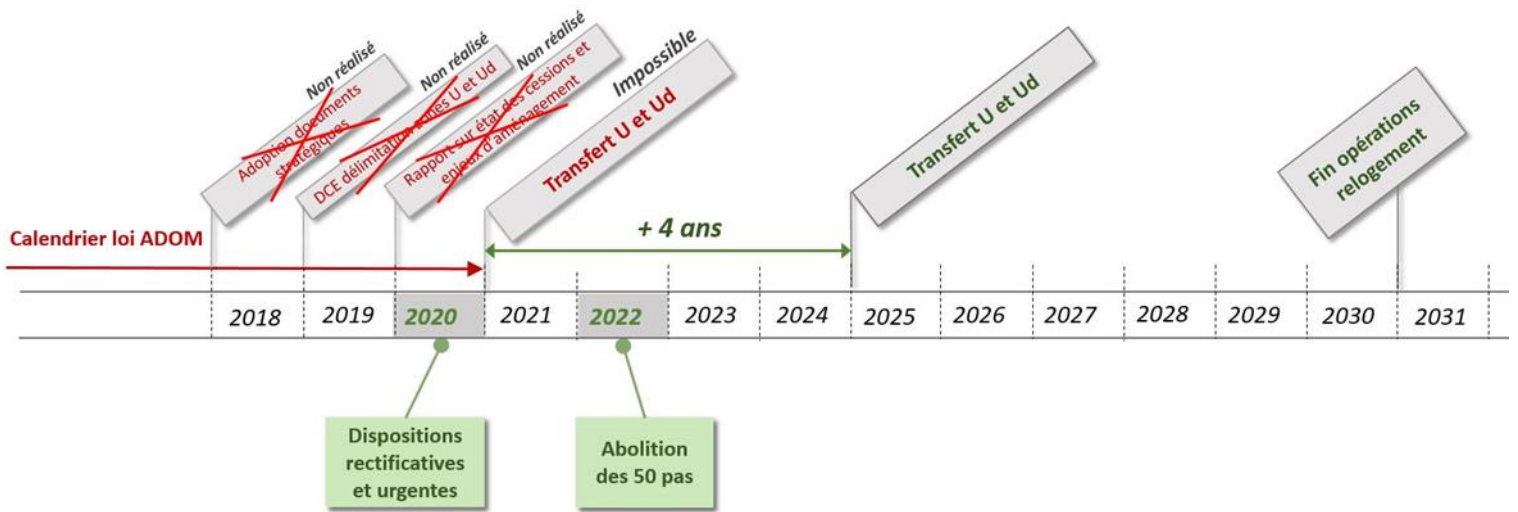 Non réalisé
Adoption documents
stratégiques
Non réalisé
DCE délimitation zones U et Ud
Non réalisé
Rapport sur état des cessions et
enjeux d'aménagement
Impossible
Transfert U et Ud
Transfert U et Ud
Fin opérations
relogement
Calendrier loi ADOM
+ 4 ans
2018 2019 2020 2021 2022 2023 2024 2025 2026 2027 2028 2029 2030 2031
Dispositions
rectificatives
et urgentes
Abolition
des 50 pas